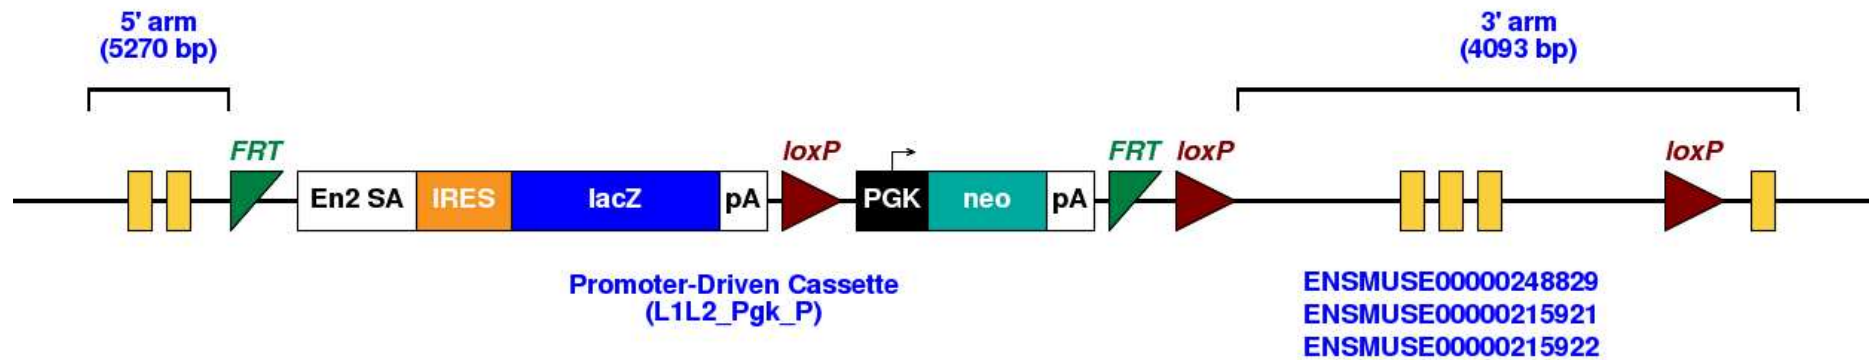 5' arm
(5270 bp)
3' arm
(4093 bp)
FRT
loxP
FRT
loxP
loxP
En2 SA
IRES
lacZ
pA
PGK
neo
pA
Promoter-Driven Cassette
(L1L2_Pgk_P)
ENSMUSE00000248829
ENSMUSE00000215921
ENSMUSE00000215922